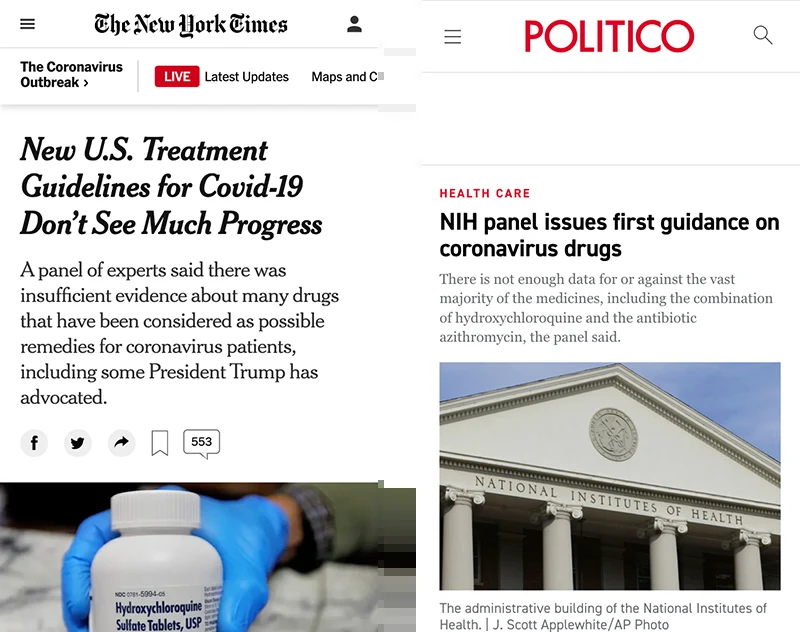 The New York Times
The Coronavirus
Outbreak ›
LIVE Latest Updates Maps and C
New U.S. Treatment
Guidelines for Covid-19
Don't See Much Progress
A panel of experts said there was
insufficient evidence about many drugs
that have been considered as possible
remedies for coronavirus patients,
including some President Trump has
advocated.
553
NDC 0781-5994-05
Hydroxychloroquine
Sulfate Tablets, USP
POLITICO
HEALTH CARE
NIH panel issues first guidance on
coronavirus drugs
There is not enough data for or against the vast
majority of the medicines, including the combination
of hydroxychloroquine and the antibiotic
azithromycin, the panel said.
NATIONAL INSTITUTES OF HEALTH
The administrative building of the National Institutes of
Health. | J. Scott Applewhite/AP Photo